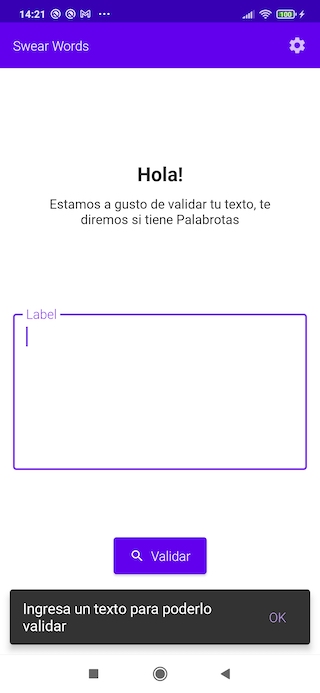 14:21
100
Swear Words
Hola!
Estamos a gusto de validar tu texto, te
diremos si tiene Palabrotas
Label
Validar
Ingresa un texto para poderlo
validar
OK